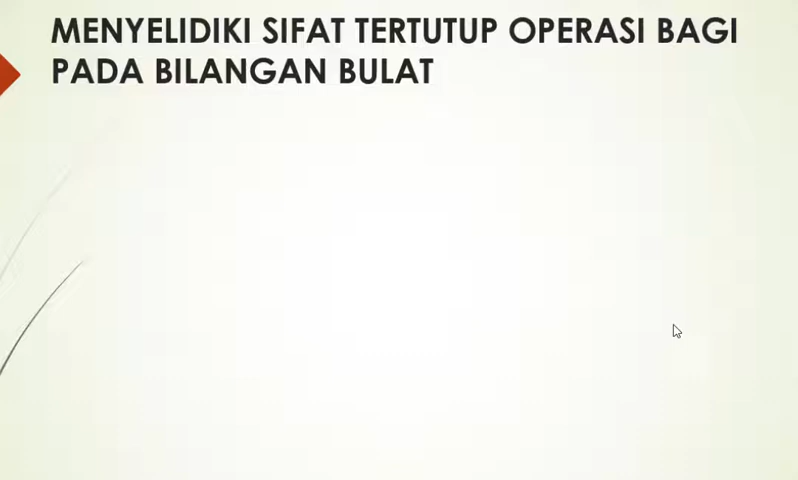 MENYELIDIKI SIFAT TERTUTUP OPERASI BAGI
PADA BILANGAN BULAT